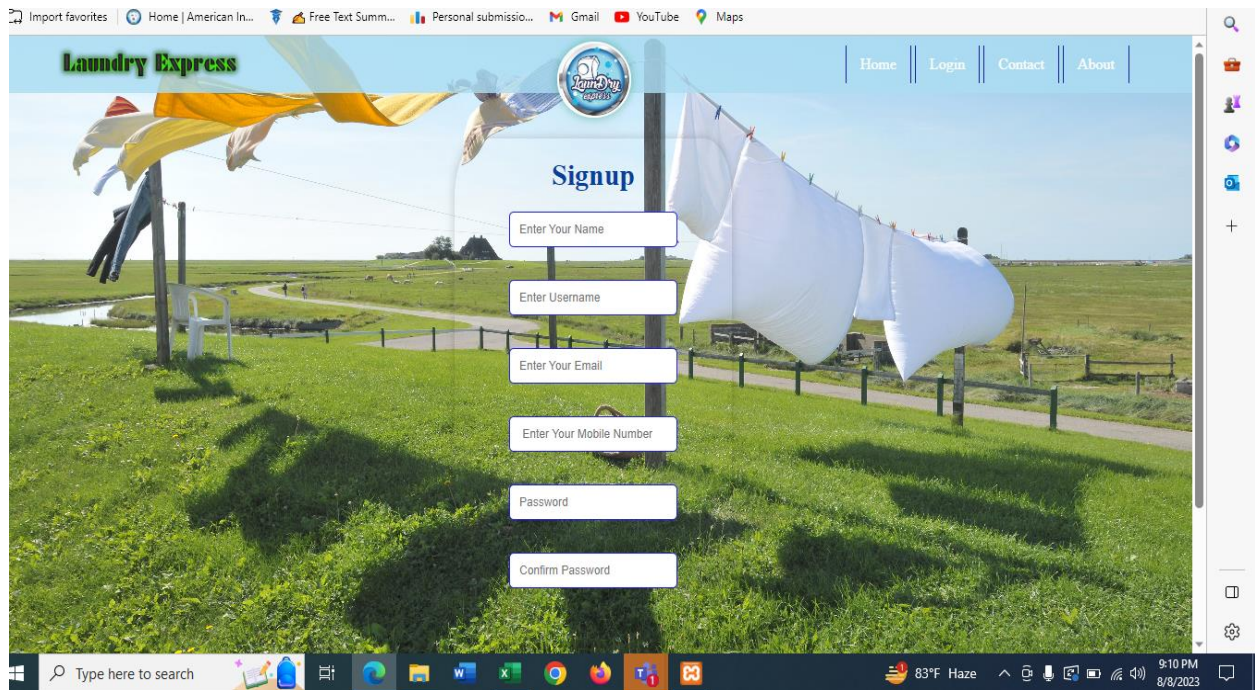 Import favorites Home | American In... Free Text Summ... Personal submissio... Gmail YouTube Maps
Laundry Express LaunDry express Home Login Contact About
Signup
Enter Your Name
Enter Username
Enter Your Email
Enter Your Mobile Number
Password
Confirm Password
Type here to search 83°F Haze 9:10 PM
8/8/2023